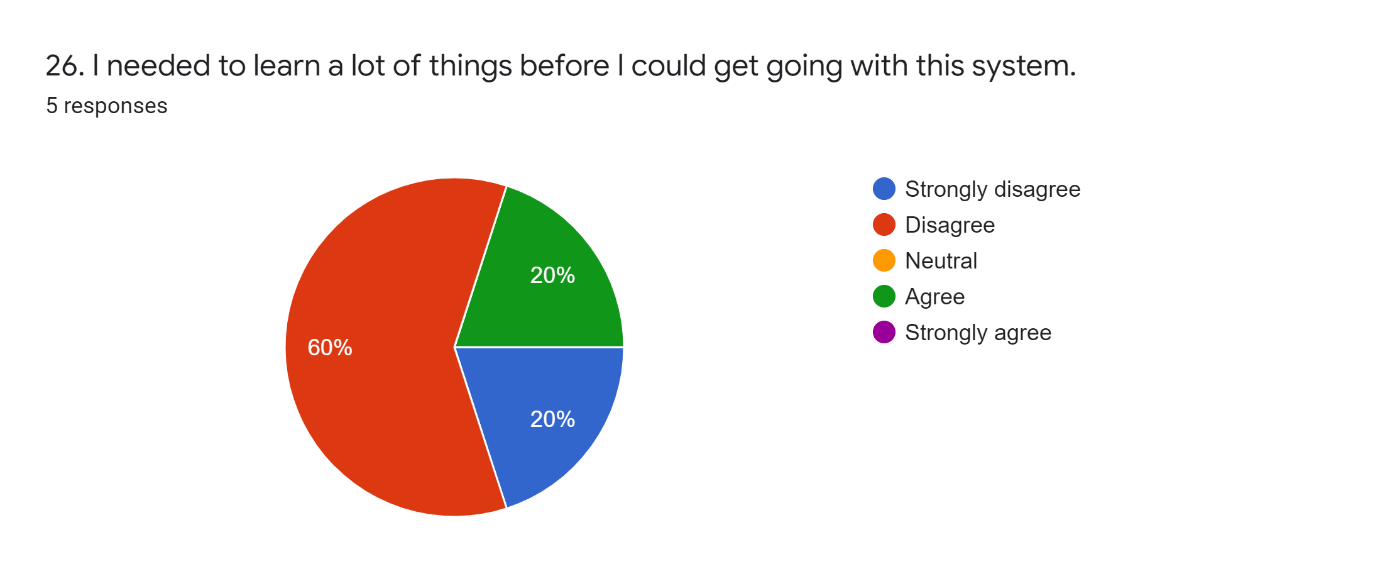 26. I needed to learn a lot of things before I could get going with this system.
5 responses
Strongly disagree
Disagree
Neutral
Agree
Strongly agree
20%
60%
20%